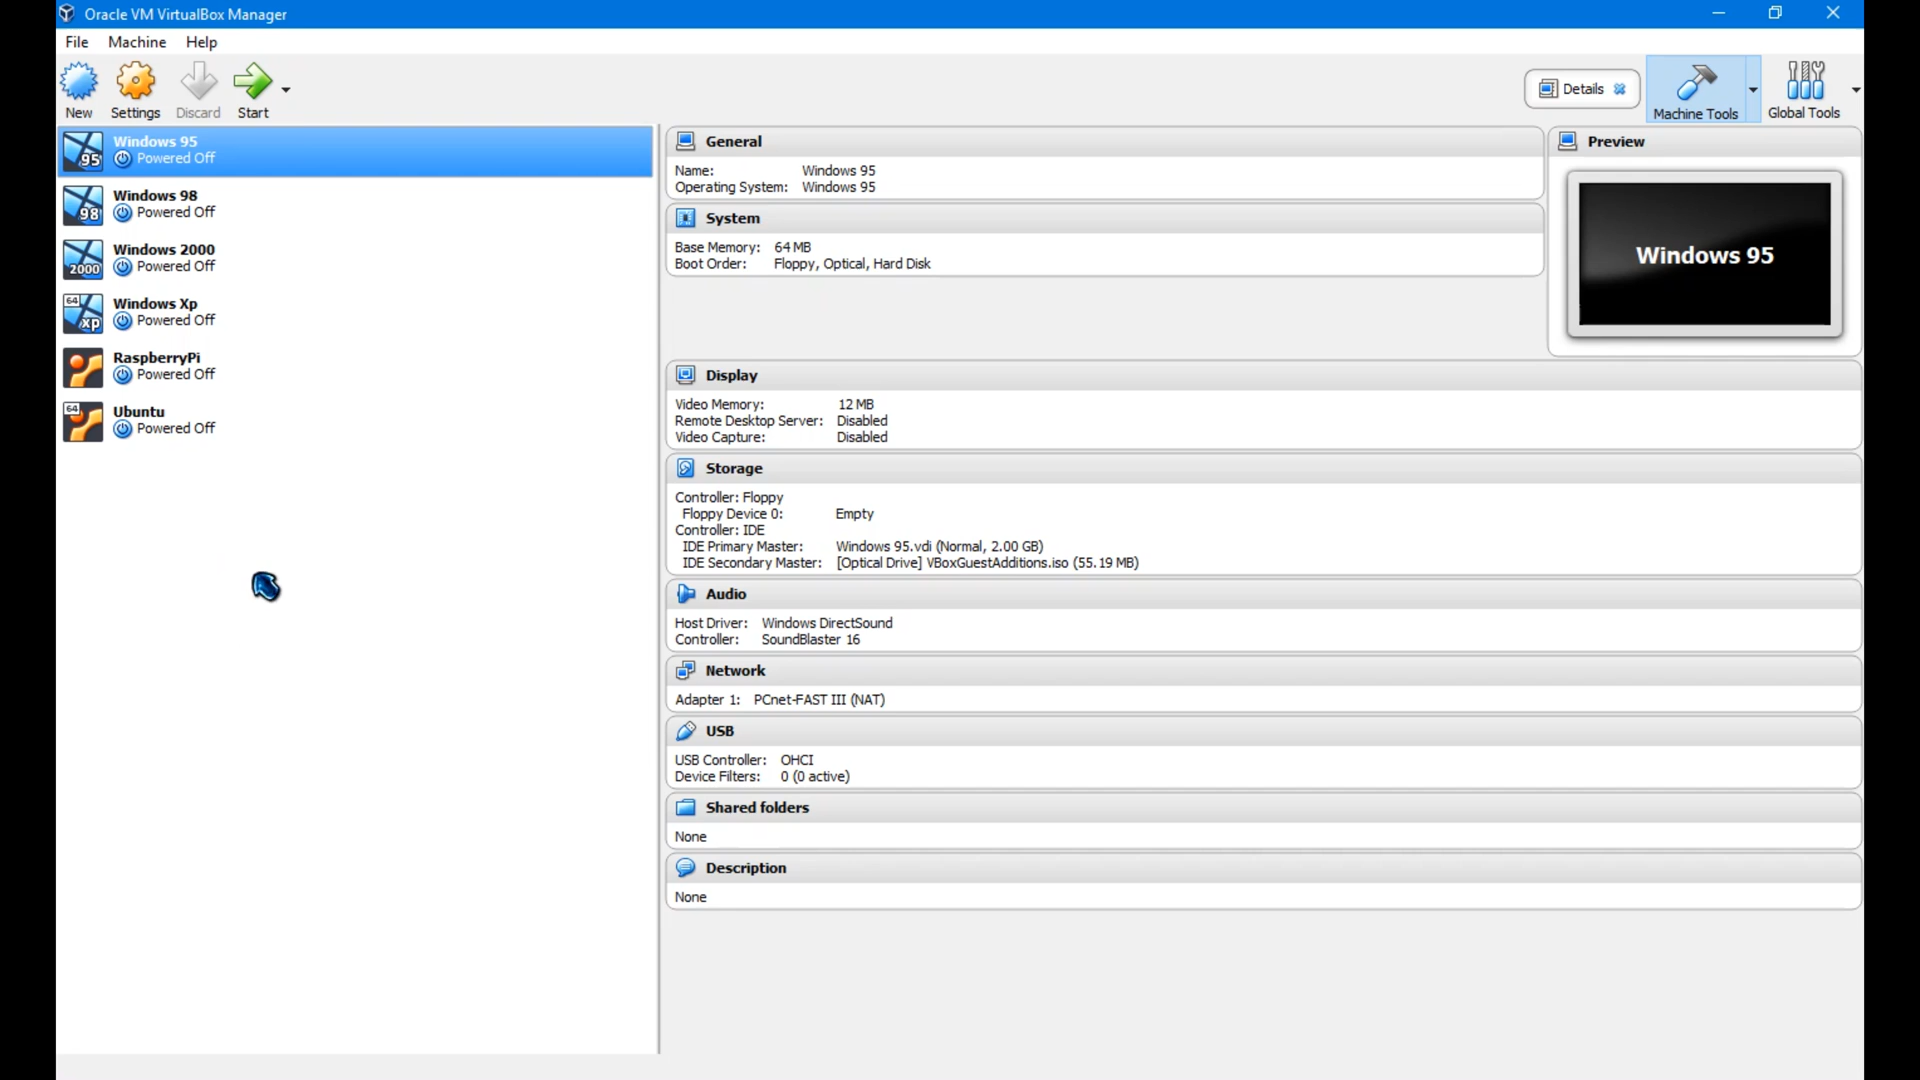 Oracle VM VirtualBox Manager
File Machine Help
New Settings Discard Start
Details Machine Tools Global Tools
95 Windows 95
Powered Off
98 Windows 98
Powered Off
2000 Windows 2000
Powered Off
64 xp Windows Xp
Powered Off
RaspberryPi
Powered Off
64 Ubuntu
Powered Off
General
Name: Windows 95
Operating System: Windows 95
System
Base Memory: 64 MB
Boot Order: Floppy, Optical, Hard Disk
Preview
Windows 95
Display
Video Memory: 12 MB
Remote Desktop Server: Disabled
Video Capture: Disabled
Storage
Controller: Floppy
Floppy Device 0: Empty
Controller: IDE
IDE Primary Master: Windows 95.vdi (Normal, 2.00 GB)
IDE Secondary Master: [Optical Drive] VBoxGuestAdditions.iso (55.19 MB)
Audio
Host Driver: Windows DirectSound
Controller: SoundBlaster 16
Network
Adapter 1: PCnet-FAST III (NAT)
USB
USB Controller: OHCI
Device Filters: 0 (0 active)
Shared folders
None
Description
None